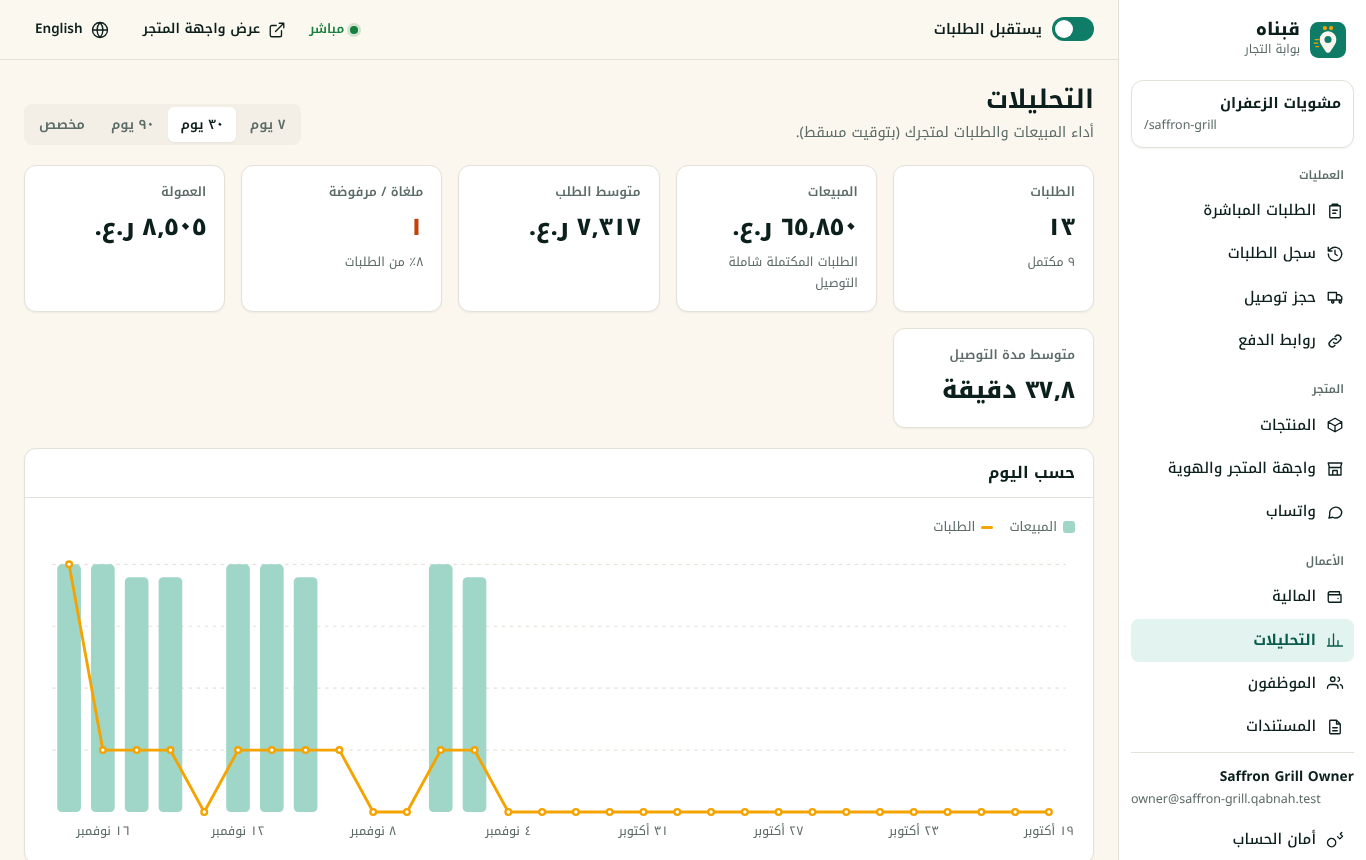 قبناه
بوابة التجار
مشويات الزعفران
/saffron-grill
العمليات
الطلبات المباشرة
سجل الطلبات
حجز توصيل
روابط الدفع
المتجر
المنتجات
واجهة المتجر والهوية
واتساب
الأعمال
المالية
التحليلات
الموظفون
المستندات
Saffron Grill Owner
owner@saffron-grill.qabnah.test
أمان الحساب
يستقبل الطلبات
مباشر
عرض واجهة المتجر
English
التحليلات
أداء المبيعات والطلبات لمتجرك (بتوقيت مسقط).
٧ يوم
٣٠ يوم
٩٠ يوم
مخصص
الطلبات
١٣
٩ مكتمل
المبيعات
٦٥,٨٥٠ ر.ع.
الطلبات المكتملة شاملة
التوصيل
متوسط الطلب
٧,٣١٧ ر.ع.
ملغاة / مرفوضة
١
٨٪ من الطلبات
العمولة
٨,٥٠٥ ر.ع.
متوسط مدة التوصيل
٣٧,٨ دقيقة
حسب اليوم
المبيعات
الطلبات
١٩ أكتوبر
٢٣ أكتوبر
٢٧ أكتوبر
٣١ أكتوبر
٤ نوفمبر
٨ نوفمبر
١٢ نوفمبر
١٦ نوفمبر